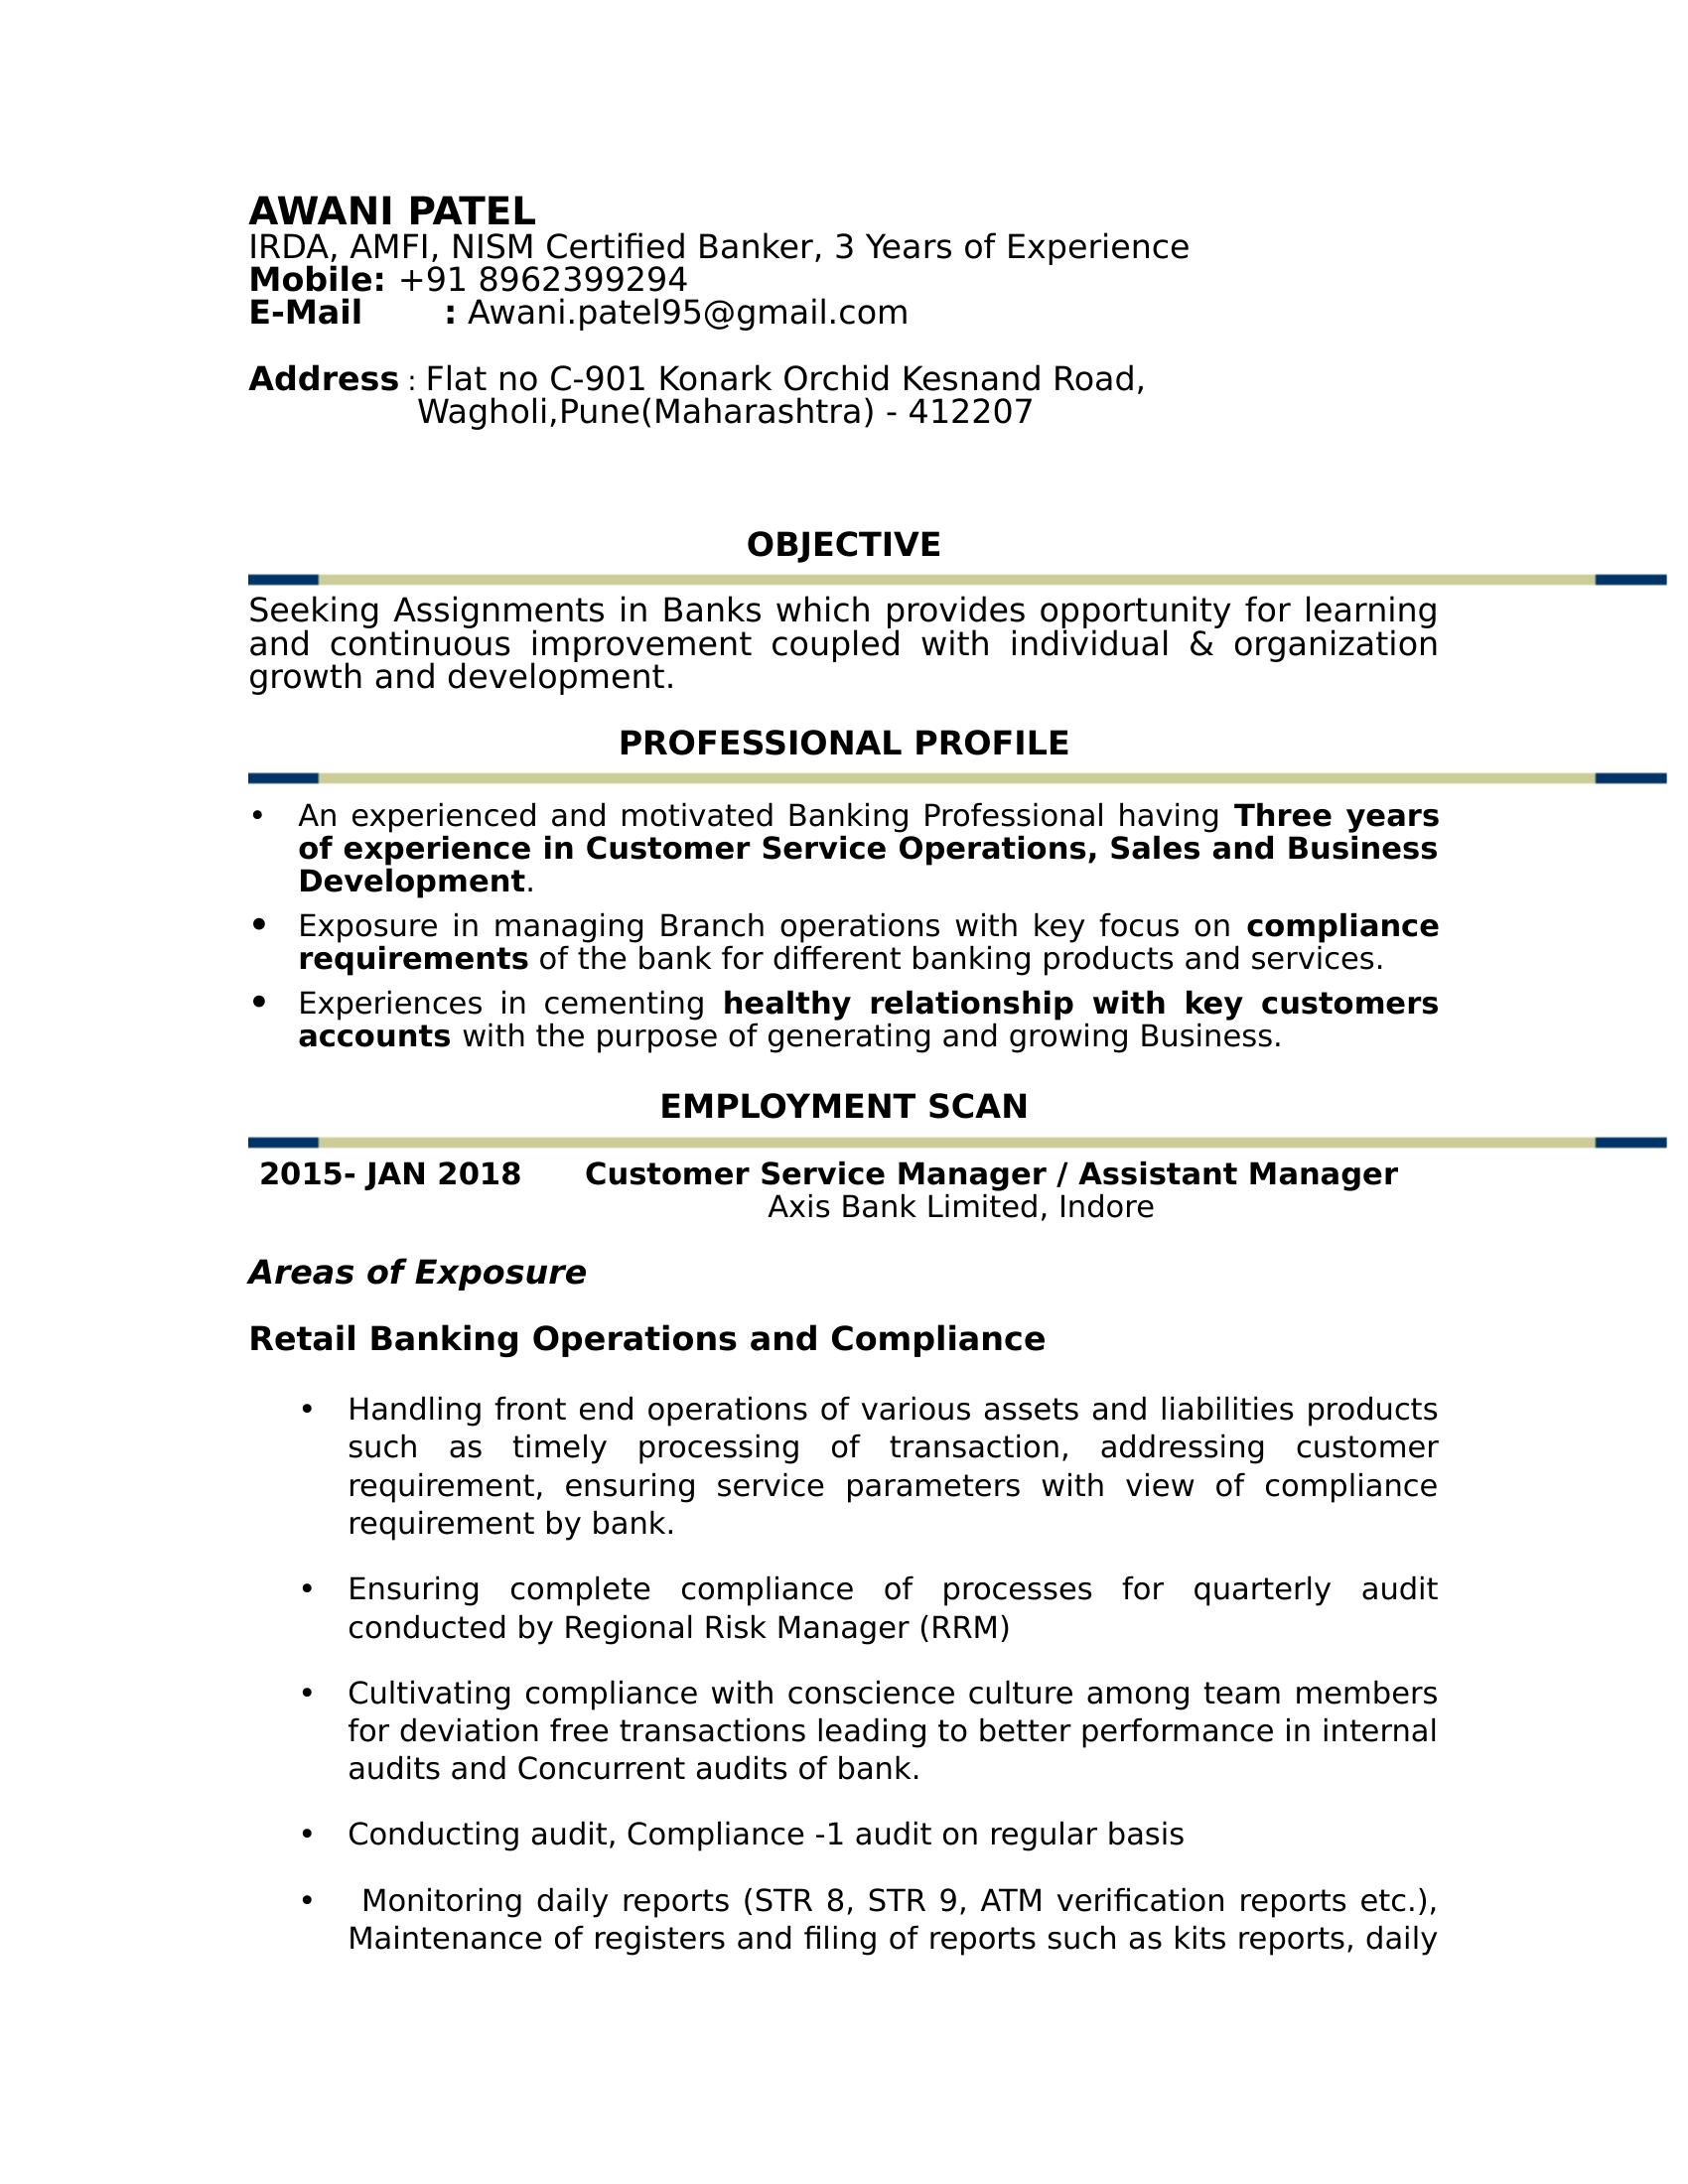 AWANI PATEL
IRDA, AMFI, NISM Certified Banker, 3 Years of Experience
Mobile: +91 8962399294
E-Mail : Awani.patel95@gmail.com
Address : Flat no C-901 Konark Orchid Kesnand Road,
Wagholi,Pune(Maharashtra) - 412207
OBJECTIVE
Seeking Assignments in Banks which provides opportunity for learning
and continuous improvement coupled with individual & organization
growth and development.
PROFESSIONAL PROFILE
• An experienced and motivated Banking Professional having Three years
of experience in Customer Service Operations, Sales and Business
Development.
• Exposure in managing Branch operations with key focus on compliance
requirements of the bank for different banking products and services.
• Experiences in cementing healthy relationship with key customers
accounts with the purpose of generating and growing Business.
EMPLOYMENT SCAN
2015- JAN 2018 Customer Service Manager / Assistant Manager
Axis Bank Limited, Indore
Areas of Exposure
Retail Banking Operations and Compliance
• Handling front end operations of various assets and liabilities products
such as timely processing of transaction, addressing customer
requirement, ensuring service parameters with view of compliance
requirement by bank.
• Ensuring complete compliance of processes for quarterly audit
conducted by Regional Risk Manager (RRM)
• Cultivating compliance with conscience culture among team members
for deviation free transactions leading to better performance in internal
audits and Concurrent audits of bank.
• Conducting audit, Compliance -1 audit on regular basis
• Monitoring daily reports (STR 8, STR 9, ATM verification reports etc.),
Maintenance of registers and filing of reports such as kits reports, daily